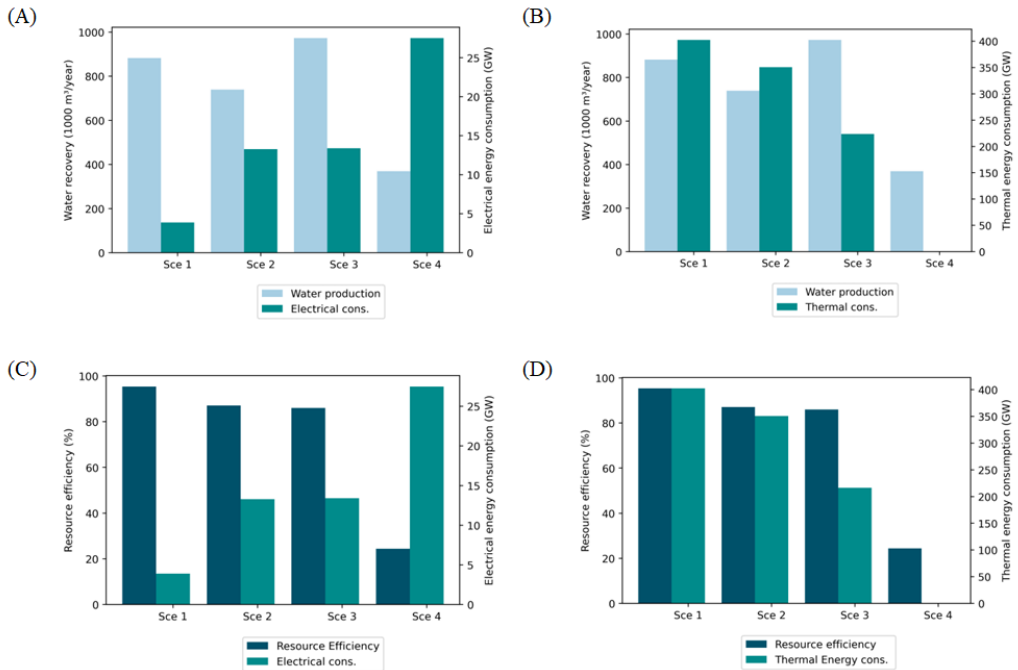 (A)
1000
800
600
400
200
0
Water recovery (1000 m³/year)
25
20
15
10
5
0
Electrical energy consumption (GW)
Sce 1 Sce 2 Sce 3 Sce 4
Water production
Electrical cons.
(B)
1000
800
600
400
200
0
Water recovery (1000 m³/year)
400
350
300
250
200
150
100
50
0
Thermal energy consumption (GW)
Sce 1 Sce 2 Sce 3 Sce 4
Water production
Thermal cons.
(C)
100
80
60
40
20
0
Resource efficiency (%)
25
20
15
10
5
0
Electrical energy consumption (GW)
Sce 1 Sce 2 Sce 3 Sce 4
Resource Efficiency
Electrical cons.
(D)
100
80
60
40
20
0
Resource efficiency (%)
400
350
300
250
200
150
100
50
0
Thermal energy consumption (GW)
Sce 1 Sce 2 Sce 3 Sce 4
Resource efficiency
Thermal Energy cons.